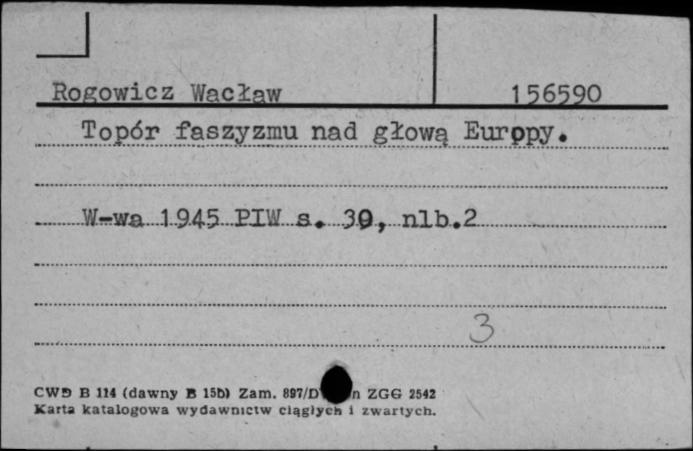 Rogowicz Wacław 156590
Topór faszyzmu nad głową Europy.
W-wa 1945 PIW s. 30, nlb.2
3
CWD B 114 (dawny B 15b) Zam. 897/D ZGG 2542
Karta katalogowa wydawnictw ciągłych i zwartych.